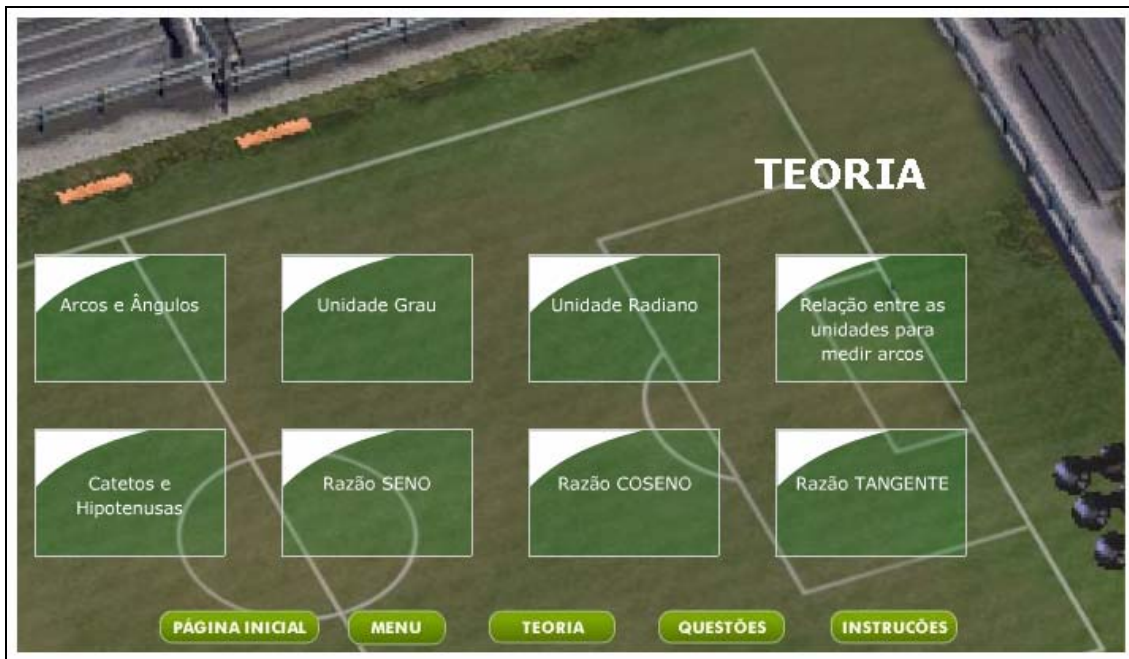 TEORIA
Arcos e Ângulos
Unidade Grau
Unidade Radiano
Relação entre as
unidades para
medir arcos
Catetos e
Hipotenusas
Razão SENO
Razão COSENO
Razão TANGENTE
PÁGINA INICIAL
MENU
TEORIA
QUESTÕES
INSTRUCÕES